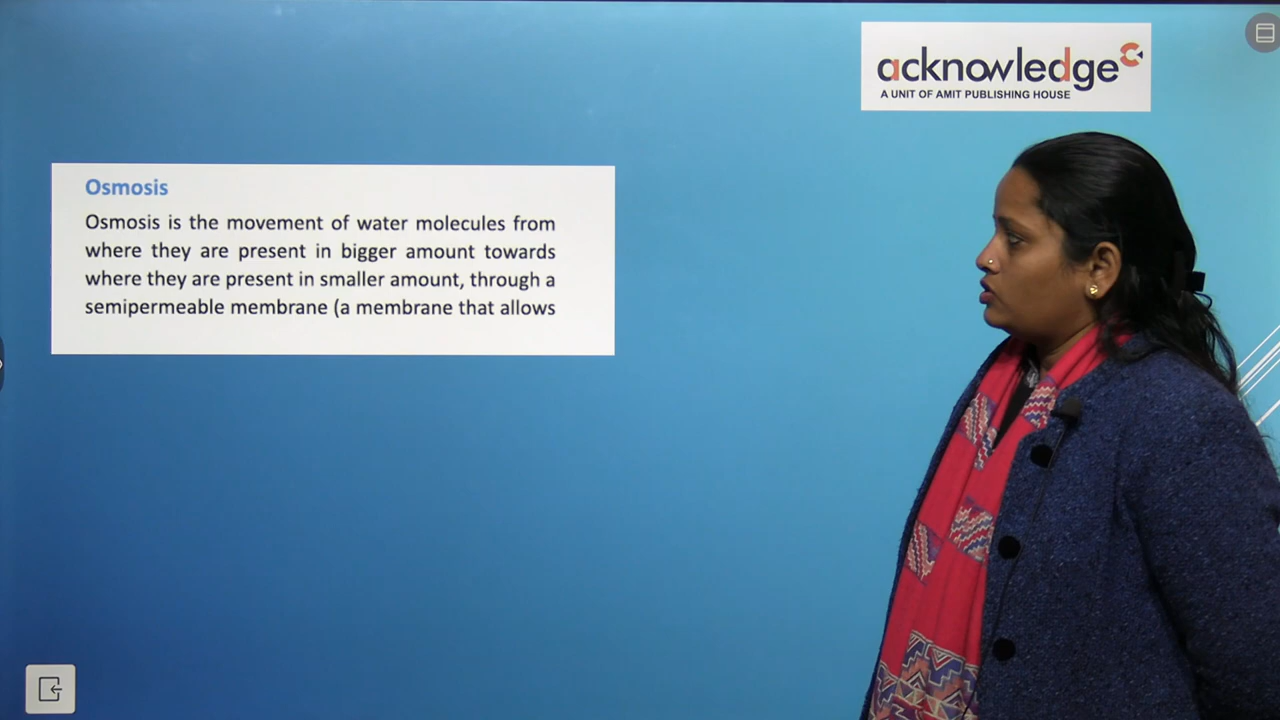 acknowledge
A UNIT OF AMIT PUBLISHING HOUSE
Osmosis
Osmosis is the movement of water molecules from
where they are present in bigger amount towards
where they are present in smaller amount, through a
semipermeable membrane (a membrane that allows